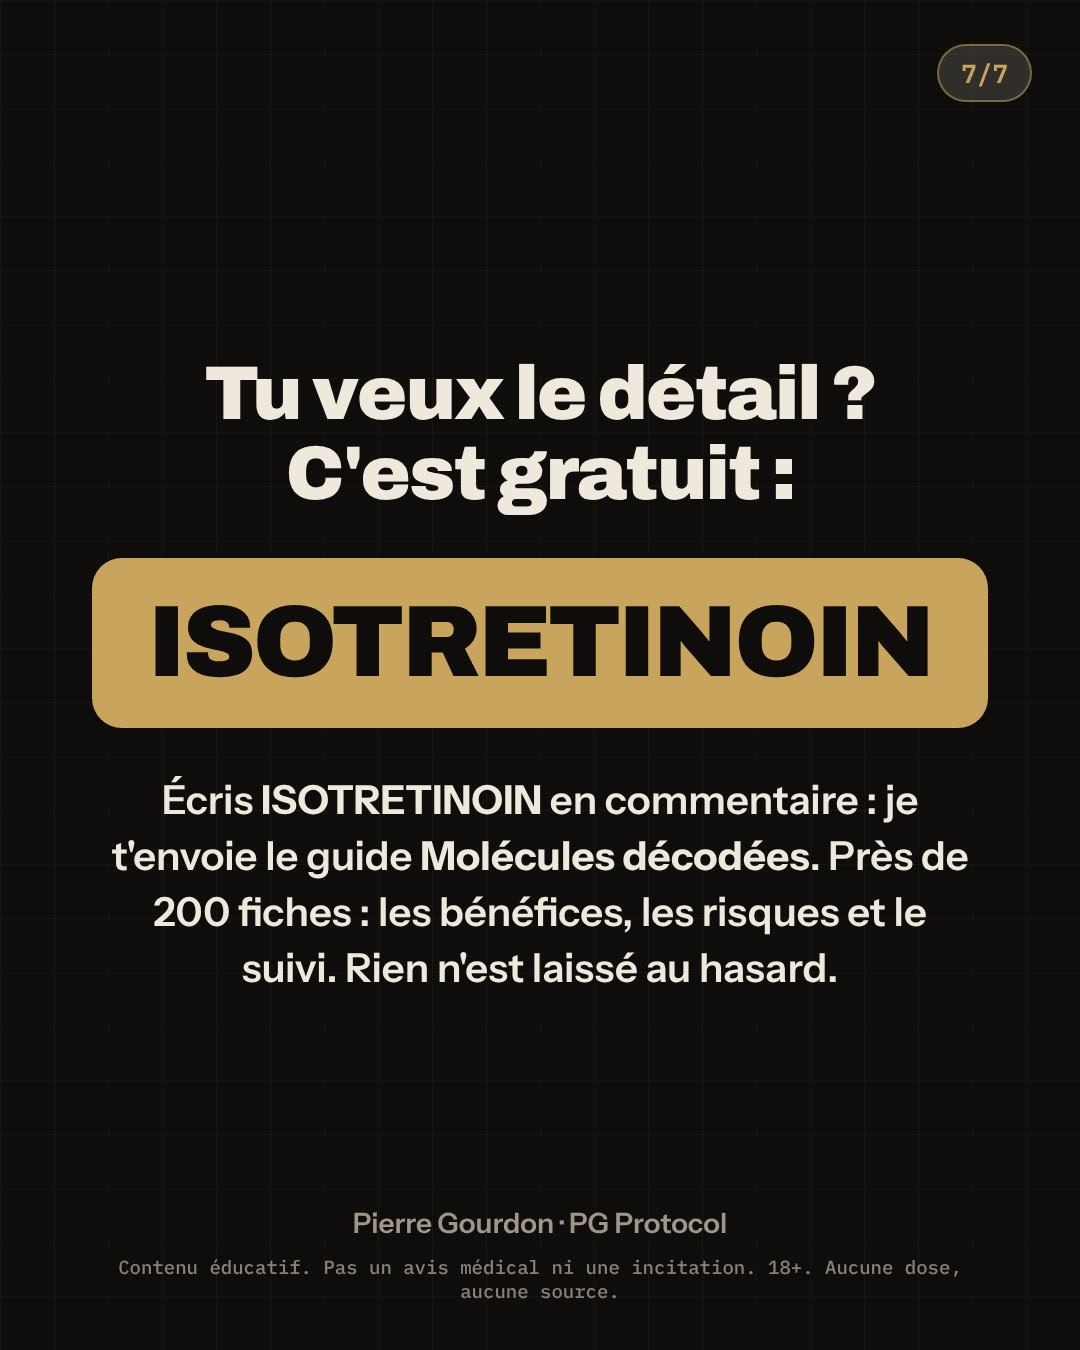 7/7
Tu veux le détail ?
C'est gratuit :
ISOTRETINOIN
Écris ISOTRETINOIN en commentaire : je
t'envoie le guide Molécules décodées. Près de
200 fiches : les bénéfices, les risques et le
suivi. Rien n'est laissé au hasard.
Pierre Gourdon · PG Protocol
Contenu éducatif. Pas un avis médical ni une incitation. 18+. Aucune dose,
aucune source.